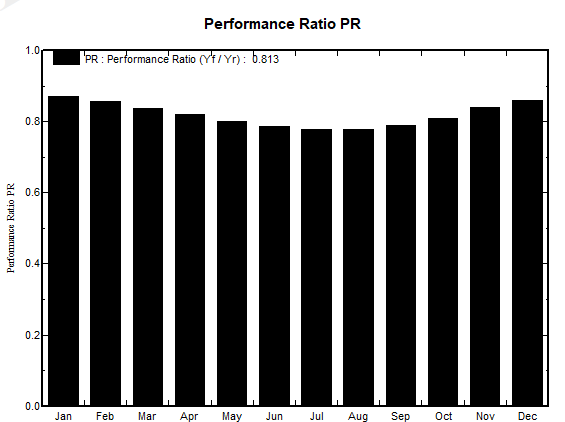 Performance Ratio PR
PR : Performance Ratio (Yf / Yr) : 0.813
Performance Ratio PR
1.0
0.8
0.6
0.4
0.2
0.0
Jan Feb Mar Apr May Jun Jul Aug Sep Oct Nov Dec